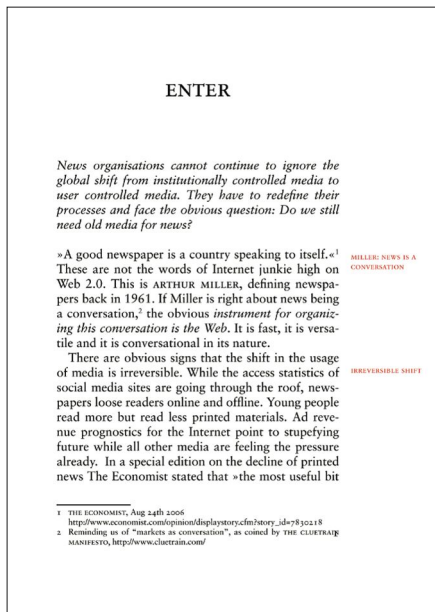 ENTER
News organisations cannot continue to ignore the
global shift from institutionally controlled media to
user controlled media. They have to redefine their
processes and face the obvious question: Do we still
need old media for news?
»A good newspaper is a country speaking to itself.«1
MILLER: NEWS IS A
CONVERSATION
These are not the words of Internet junkie high on
Web 2.0. This is ARTHUR MILLER, defining newspa-
pers back in 1961. If Miller is right about news being
a conversation,2 the obvious instrument for organiz-
ing this conversation is the Web. It is fast, it is versa-
tile and it is conversational in its nature.
There are obvious signs that the shift in the usage
of media is irreversible. While the access statistics of
IRREVERSIBLE SHIFT
social media sites are going through the roof, news-
papers loose readers online and offline. Young people
read more but read less printed materials. Ad reve-
nue prognostics for the Internet point to stupefying
future while all other media are feeling the pressure
already. In a special edition on the decline of printed
news The Economist stated that »the most useful bit
1 THE ECONOMIST, Aug 24th 2006
http://www.economist.com/opinion/displaystory.cfm?story_id=7830218
2 Reminding us of "markets as conversation", as coined by THE CLUETRAIN
MANIFESTO, http://www.cluetrain.com/